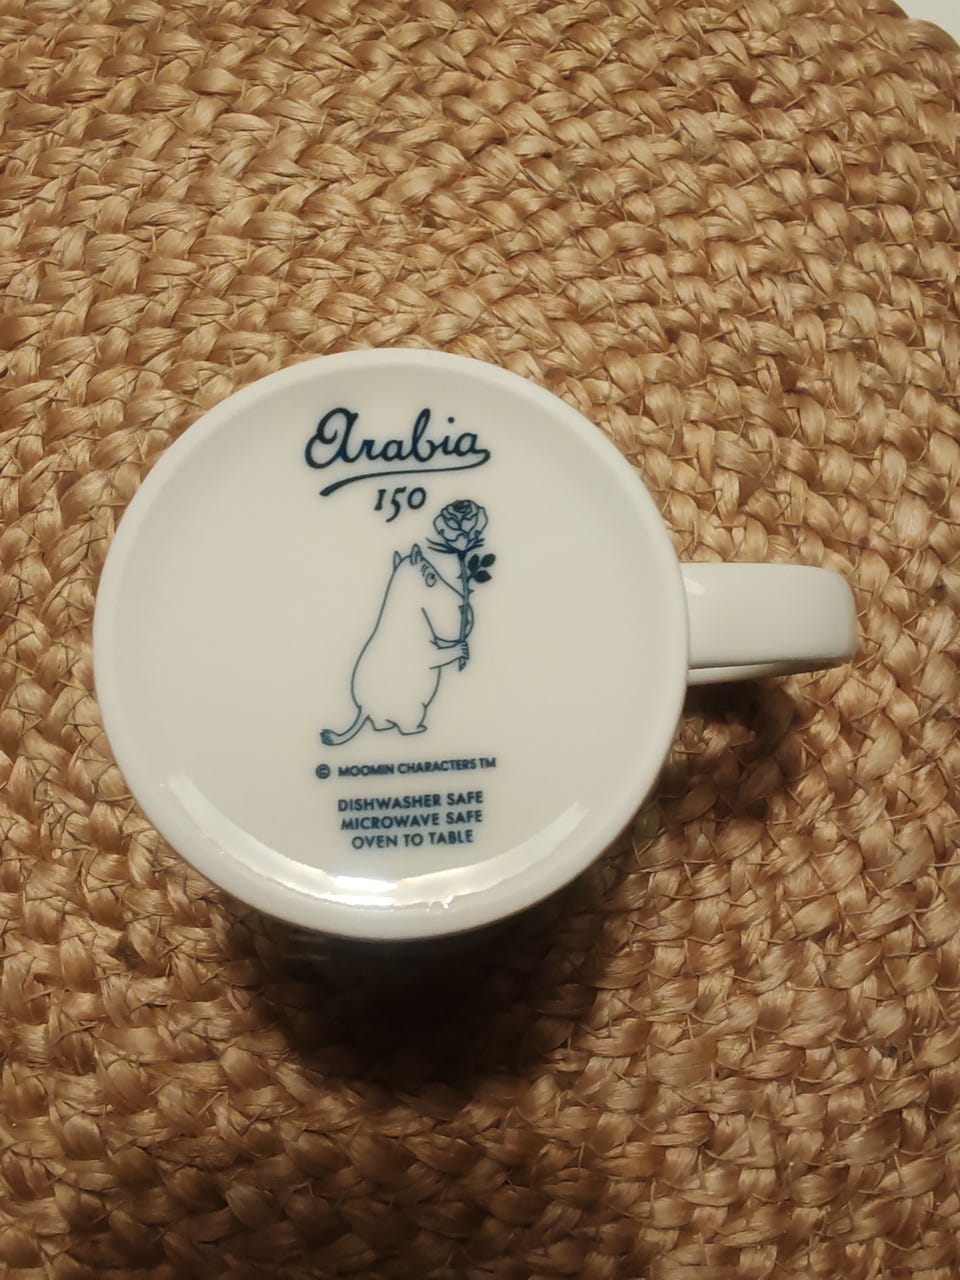 Arabia
150
© MOOMIN CHARACTERS TM
DISHWASHER SAFE
MICROWAVE SAFE
OVEN TO TABLE